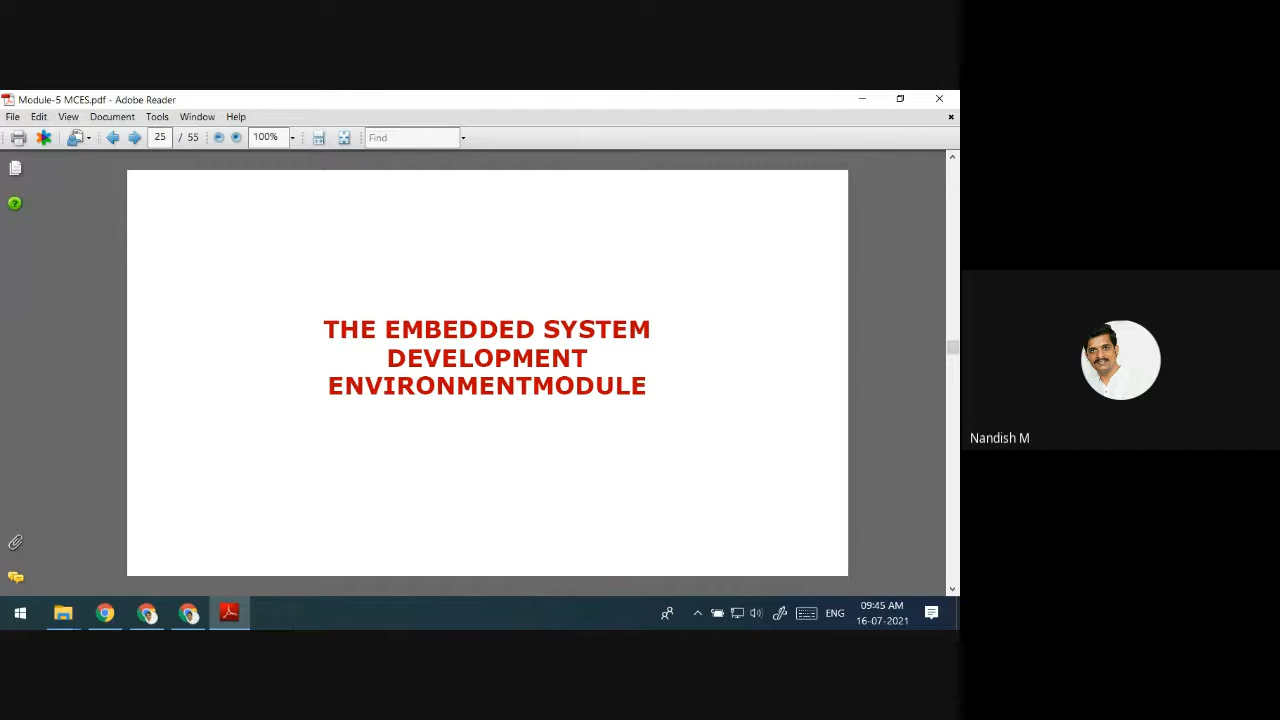 Module-5 MCES.pdf - Adobe Reader
File Edit View Document Tools Window Help
25 / 55 100% Find
THE EMBEDDED SYSTEM
DEVELOPMENT
ENVIRONMENTMODULE
Nandish M
ENG
09:45 AM
16-07-2021